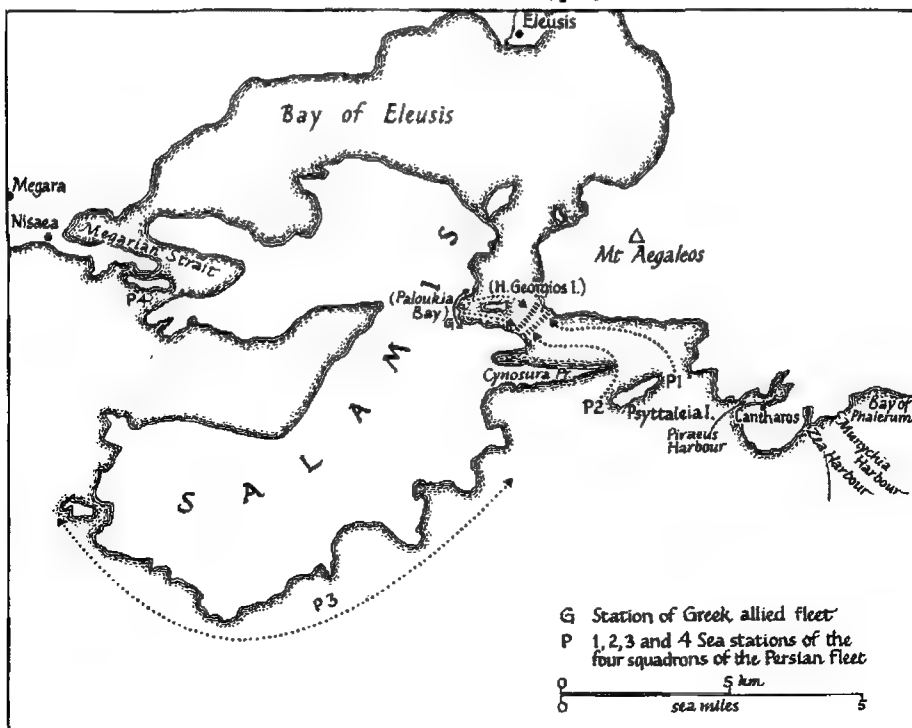 Eleusis
Bay of Eleusis
Megara
Nisaea
Megarian Strait
P4
Mt Aegaleos
(H. Georgios I.)
(Paloukia
Bay)
G
Cynosura Pr.
P1
P2
Psyttaleia I.
Piraeus
Harbour
Cantharos
Zea Harbour
Munychia
Harbour
Bay of
Phalerum
SALAMIS
P3
G Station of Greek allied fleet
P 1, 2, 3 and 4 Sea stations of the
four squadrons of the Persian fleet
0 5 km.
0 sea miles 5